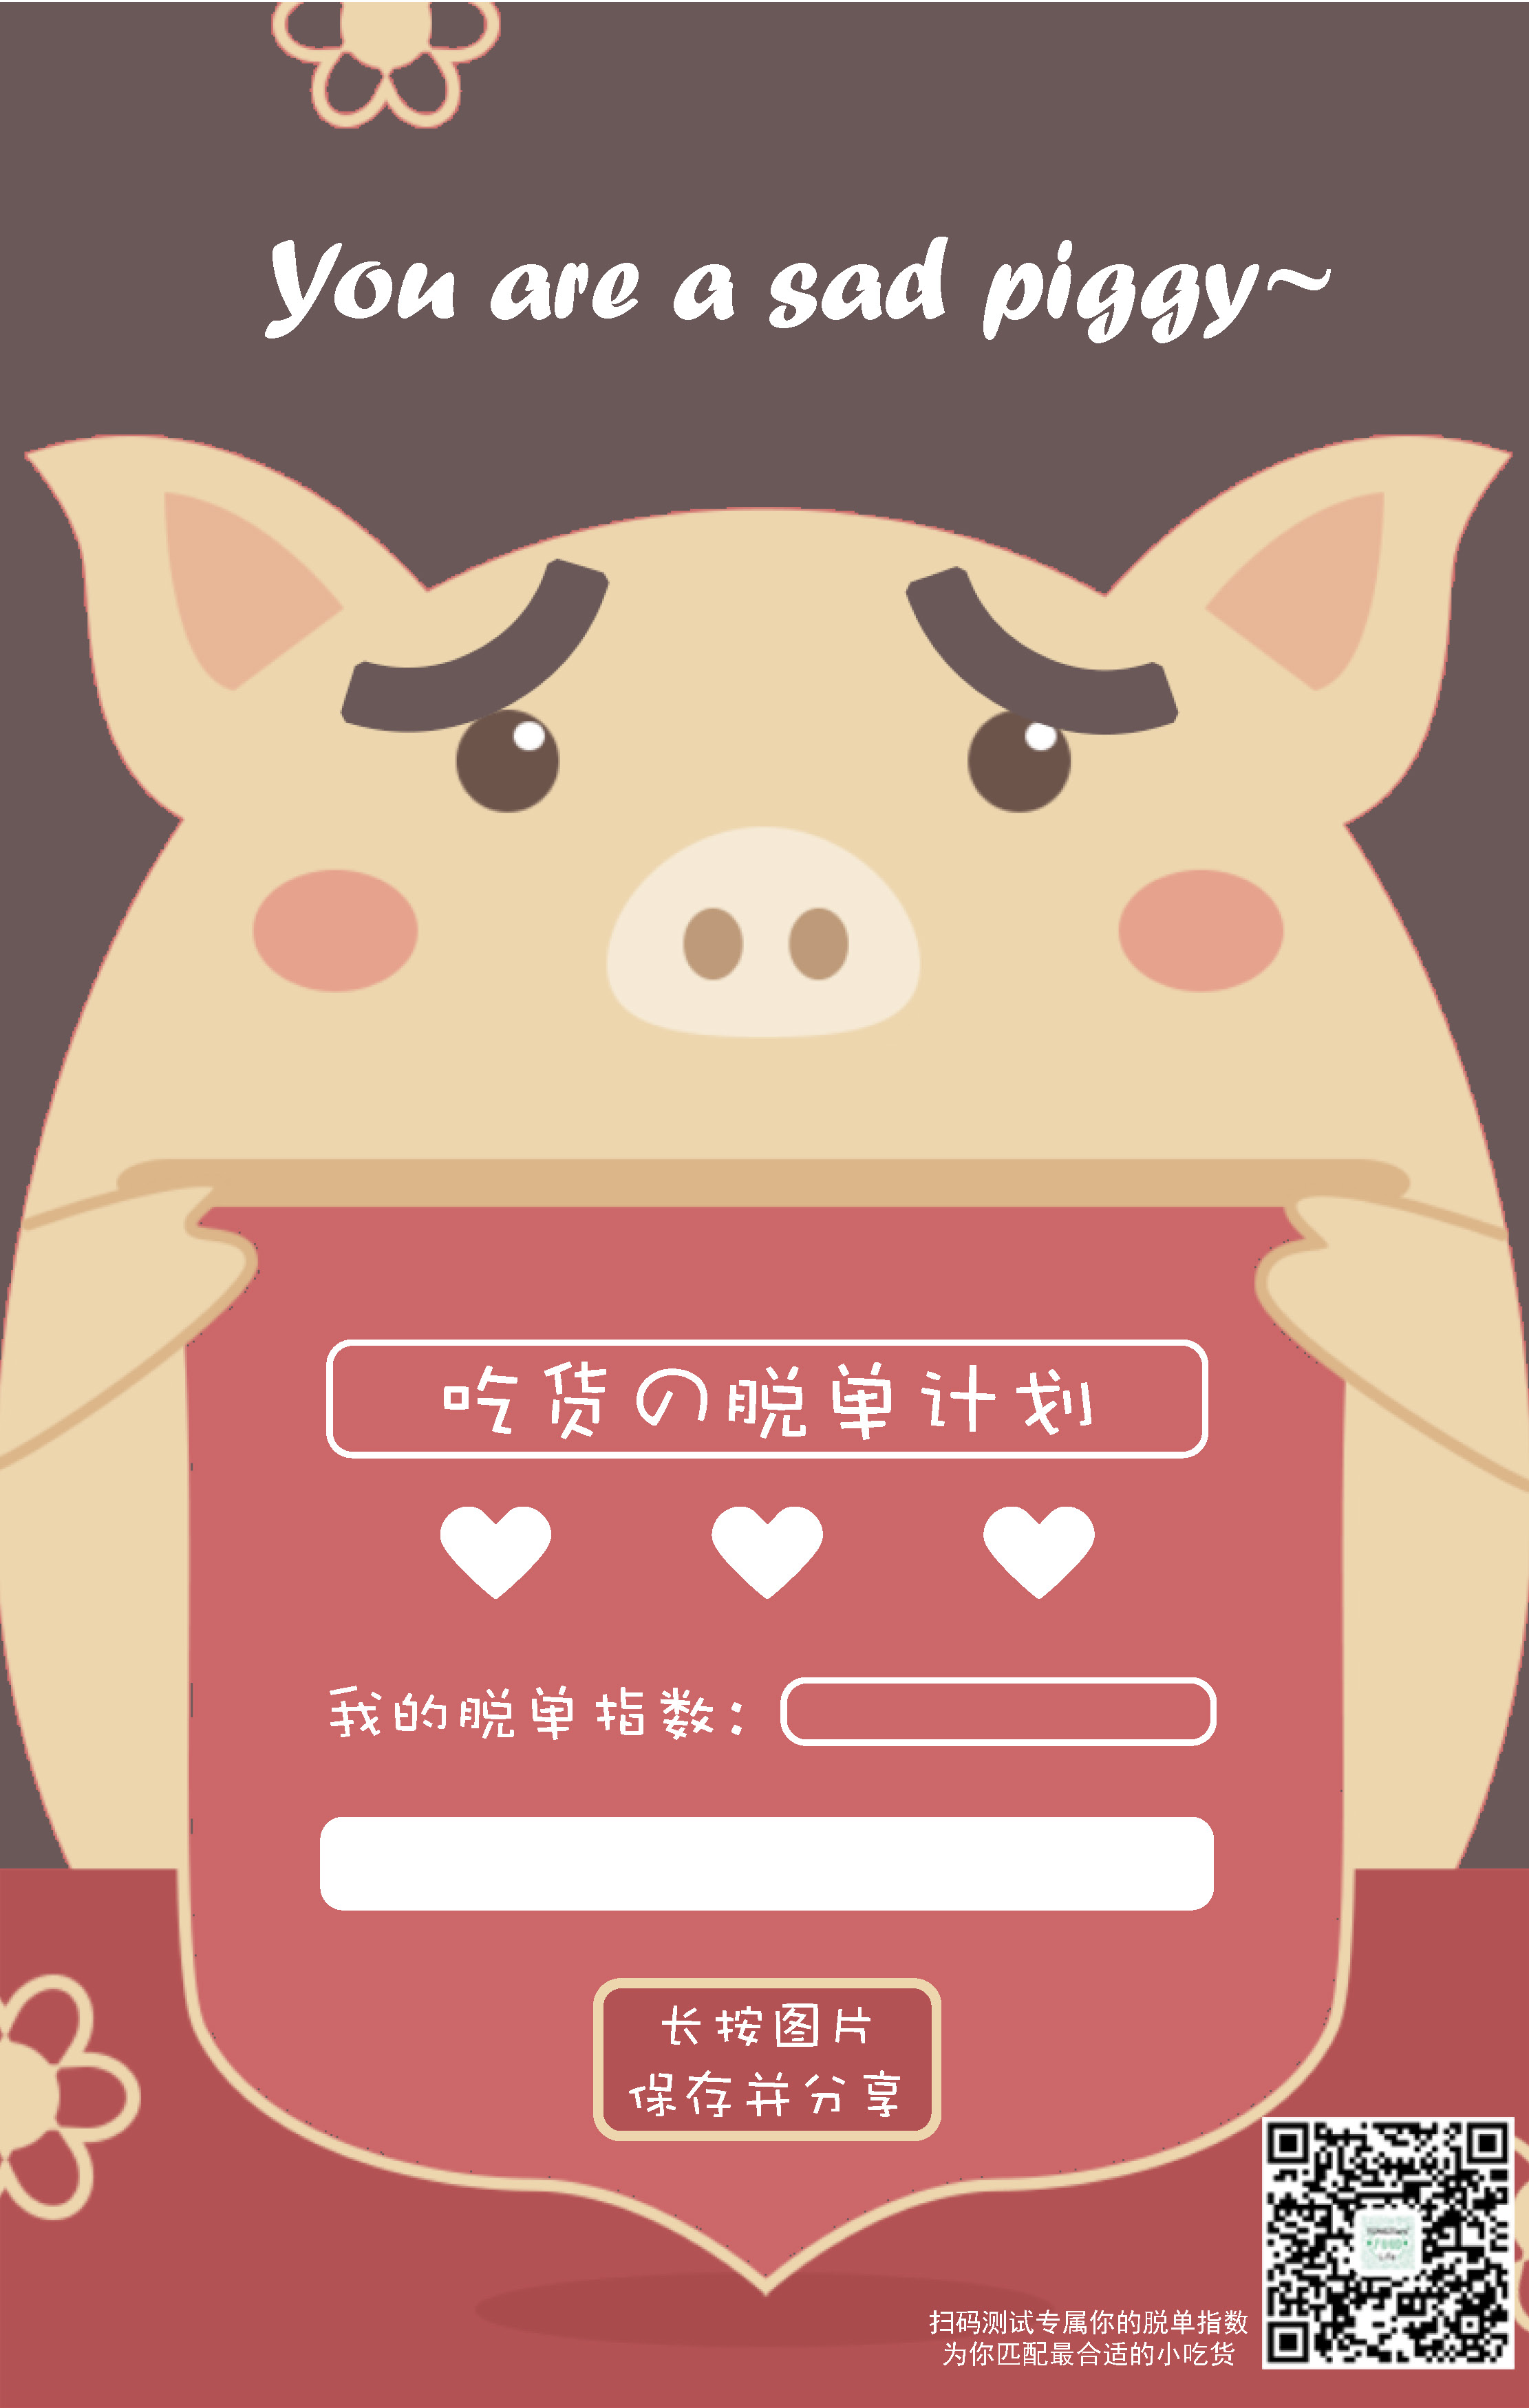 You are a sad piggy~
吃货の脱单计划
我的脱单指数：
长按图片
保存并分享
扫码测试专属你的脱单指数
为你匹配最合适的小吃货